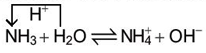 H⁺
NH₃ + H₂O ⇌ NH₄⁺ + OH⁻